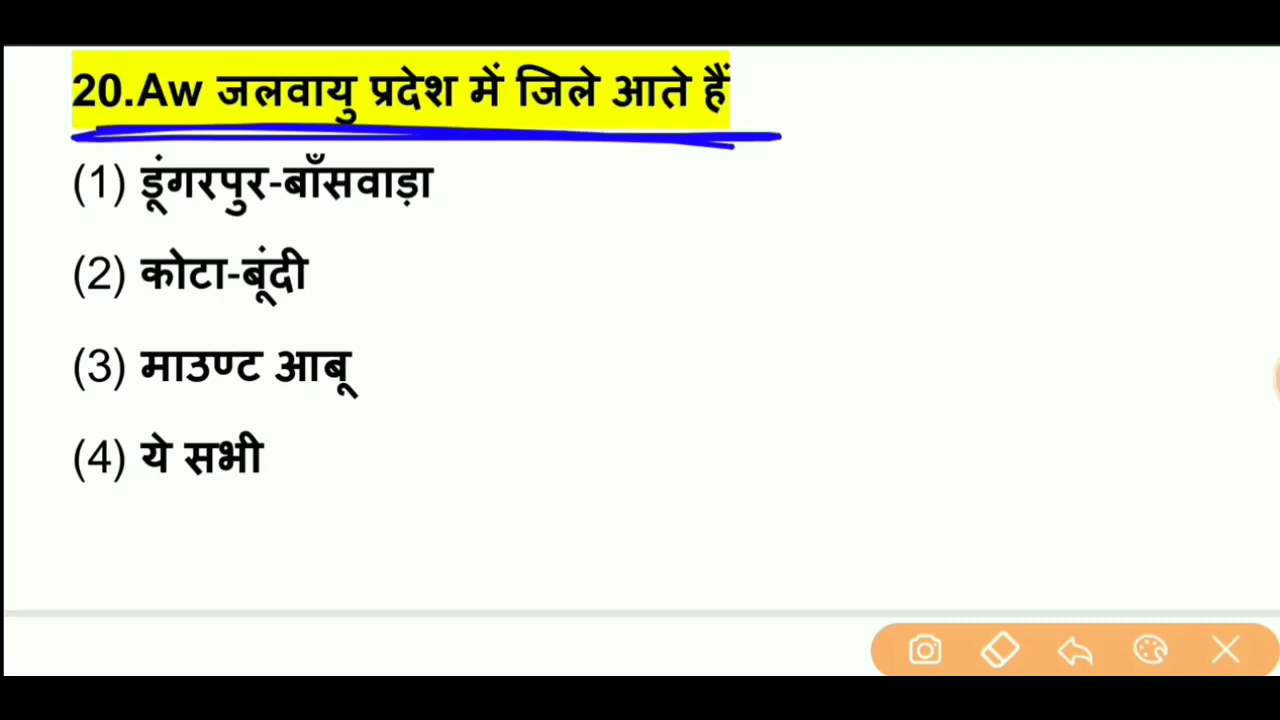 20.Aw जलवायु प्रदेश में जिले आते हैं
(1) डूंगरपुर-बाँसवाड़ा
(2) कोटा-बूंदी
(3) माउण्ट आबू
(4) ये सभी